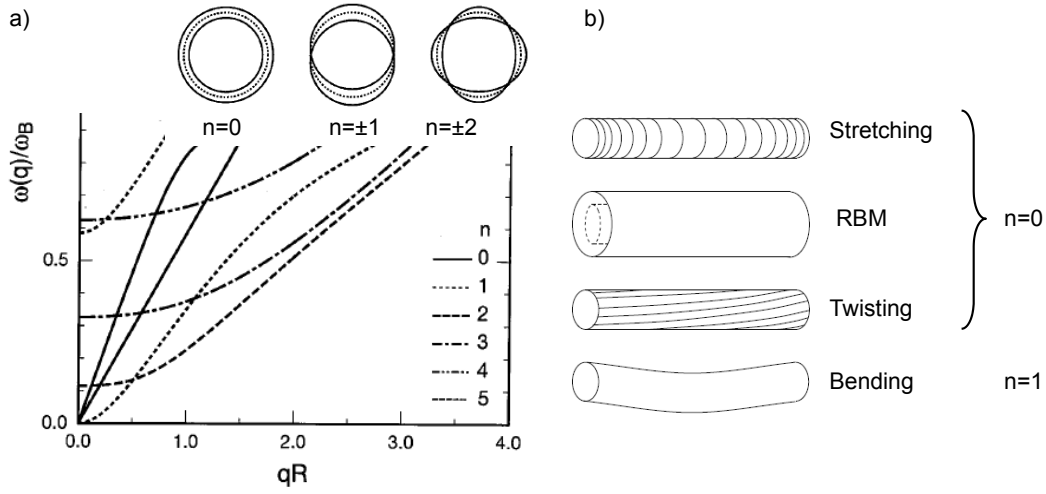 a)
n=0
n=±1
n=±2
ω(q)/ω_B
0.5
0.0
0.0
1.0
2.0
3.0
4.0
qR
n
0
1
2
3
4
5
b)
Stretching
RBM
n=0
Twisting
Bending
n=1